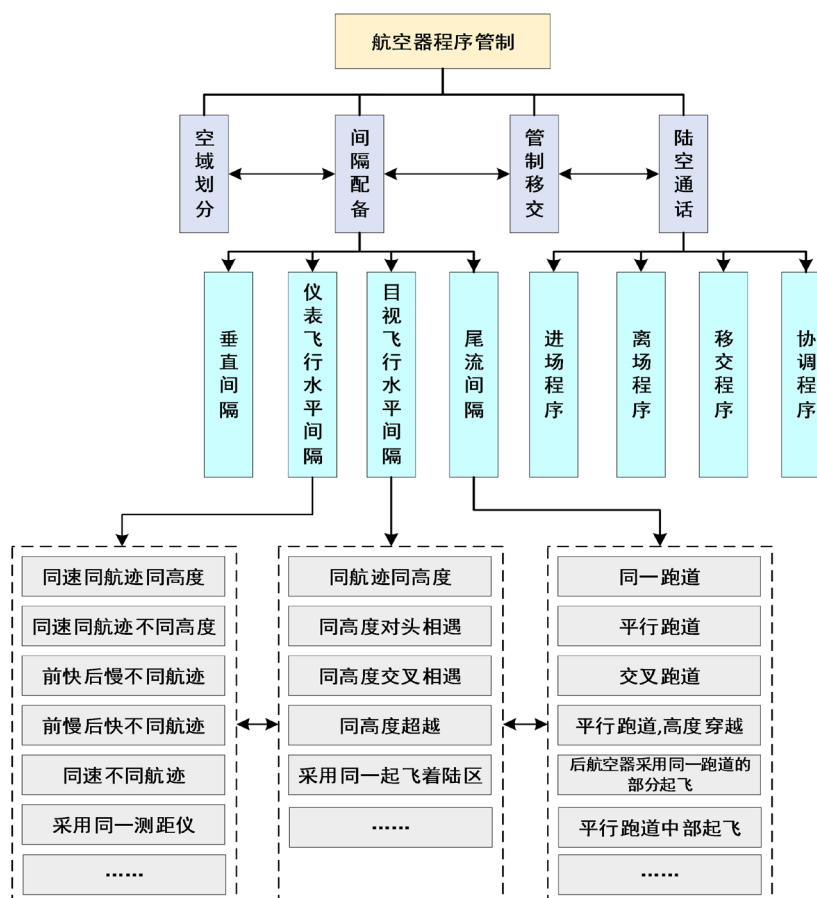 航空器程序管制
空域划分
间隔配备
管制移交
陆空通话
垂直间隔
仪表飞行水平间隔
目视飞行水平间隔
尾流间隔
进场程序
离场程序
移交程序
协调程序
同速同航迹同高度
同速同航迹不同高度
前快后慢不同航迹
前慢后快不同航迹
同速不同航迹
采用同一测距仪
······
同航迹同高度
同高度对头相遇
同高度交叉相遇
同高度超越
采用同一起飞着陆区
······
同一跑道
平行跑道
交叉跑道
平行跑道,高度穿越
后航空器采用同一跑道的
部分起飞
平行跑道中部起飞
······